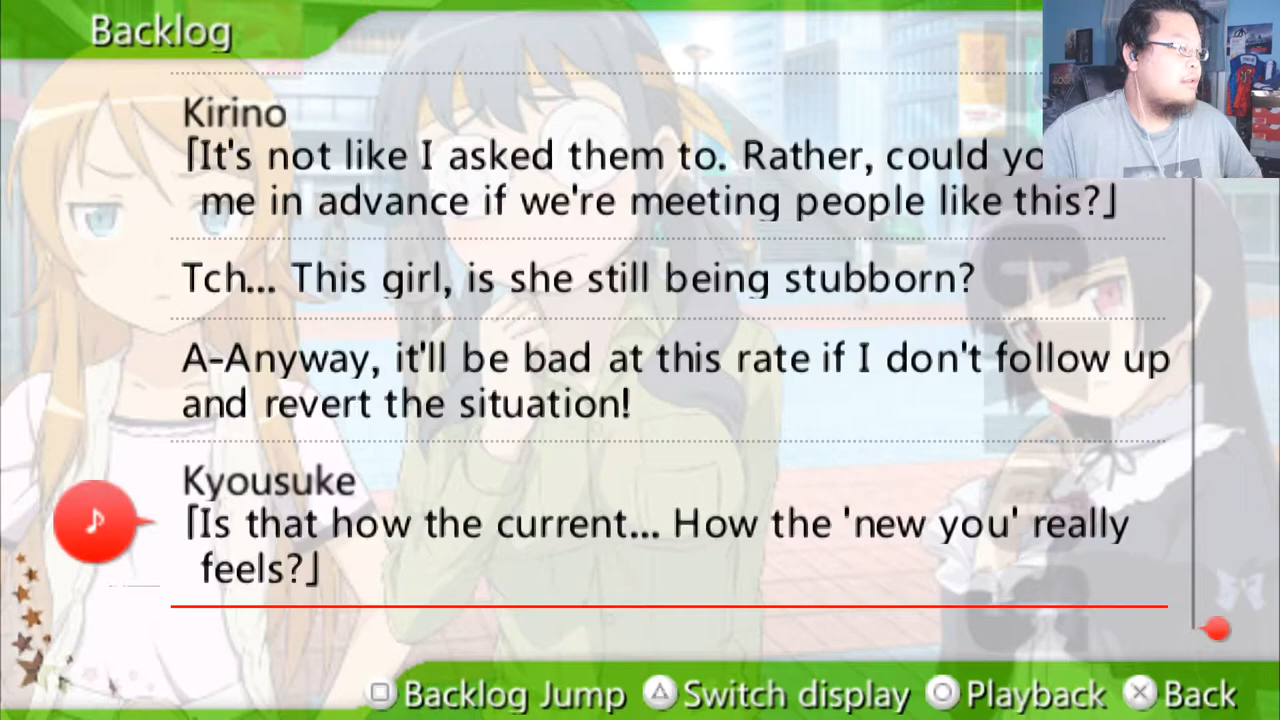 Backlog
Kirino
「It's not like I asked them to. Rather, could yo
me in advance if we're meeting people like this?」
Tch... This girl, is she still being stubborn?
A-Anyway, it'll be bad at this rate if I don't follow up
and revert the situation!
Kyousuke
「Is that how the current... How the 'new you' really
feels?」
Backlog Jump Switch display Playback Back